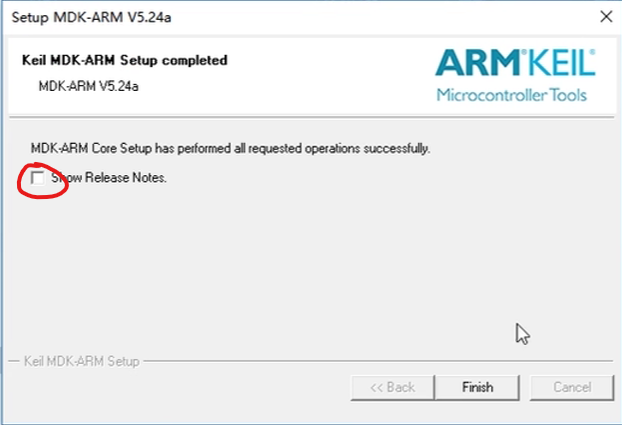 Setup MDK-ARM V5.24a
Keil MDK-ARM Setup completed
MDK-ARM V5.24a
ARM®KEIL®
Microcontroller Tools
MDK-ARM Core Setup has performed all requested operations successfully.
Show Release Notes.
Keil MDK-ARM Setup
<< Back
Finish
Cancel